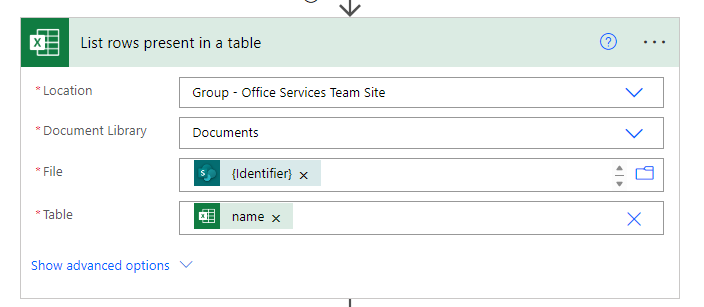 List rows present in a table
* Location
Group - Office Services Team Site
* Document Library
Documents
* File
{Identifier}
* Table
name
Show advanced options